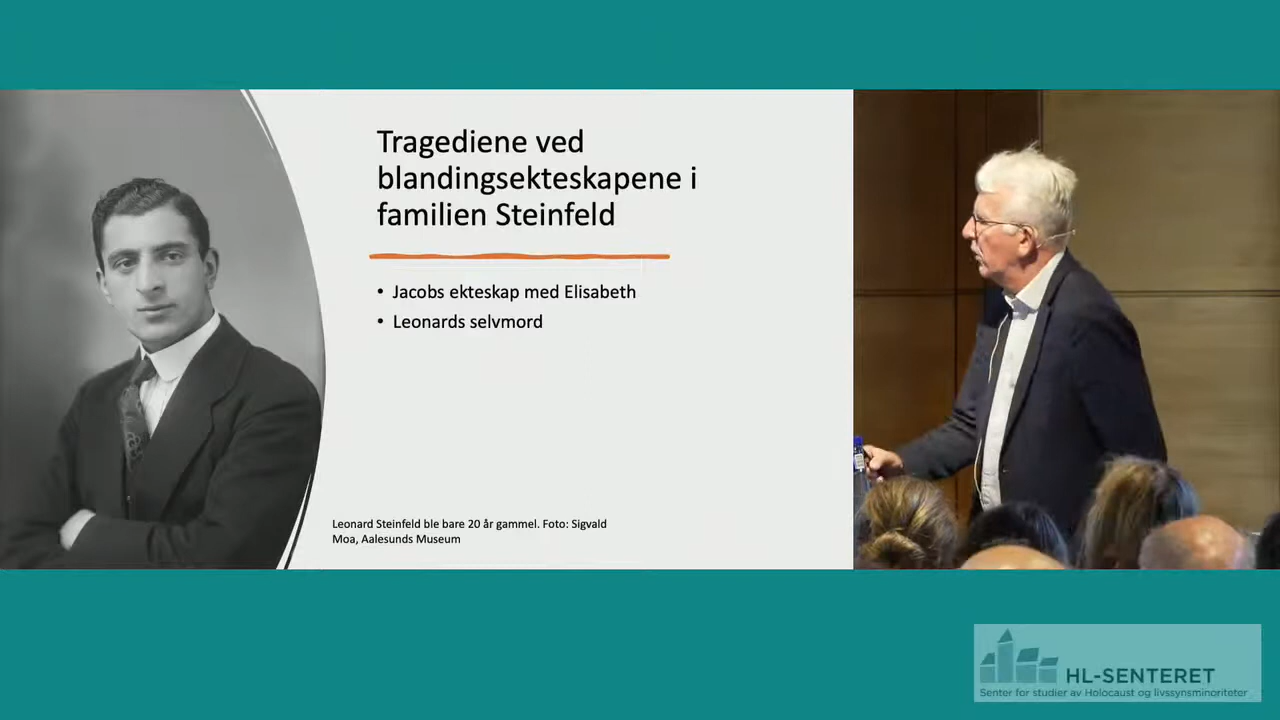 Tragediene ved
blandingsekteskapene i
familien Steinfeld
• Jacobs ekteskap med Elisabeth
• Leonards selvmord
Leonard Steinfeld ble bare 20 år gammel. Foto: Sigvald
Moa, Aalesunds Museum
HL-SENTERET
Senter for studier av Holocaust og livssynsminoriteter